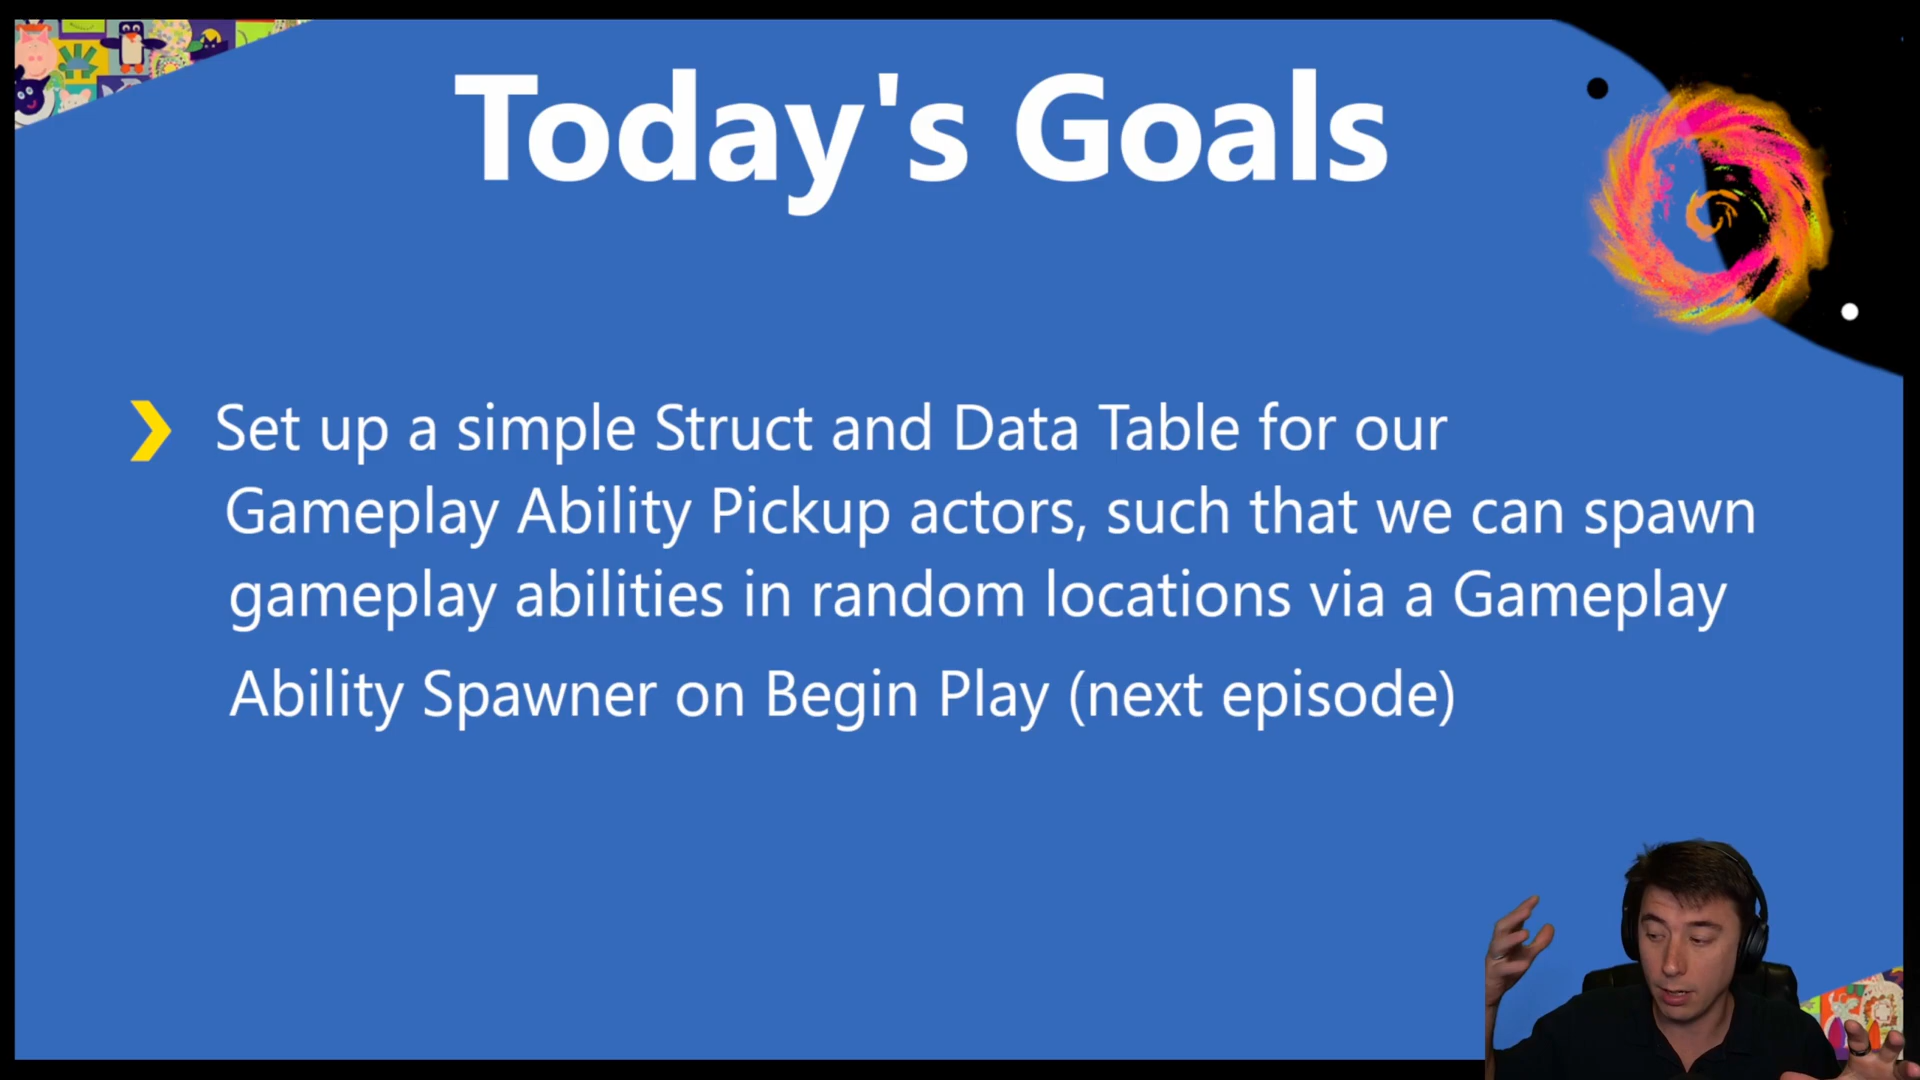 Today's Goals
Set up a simple Struct and Data Table for our
Gameplay Ability Pickup actors, such that we can spawn
gameplay abilities in random locations via a Gameplay
Ability Spawner on Begin Play (next episode)